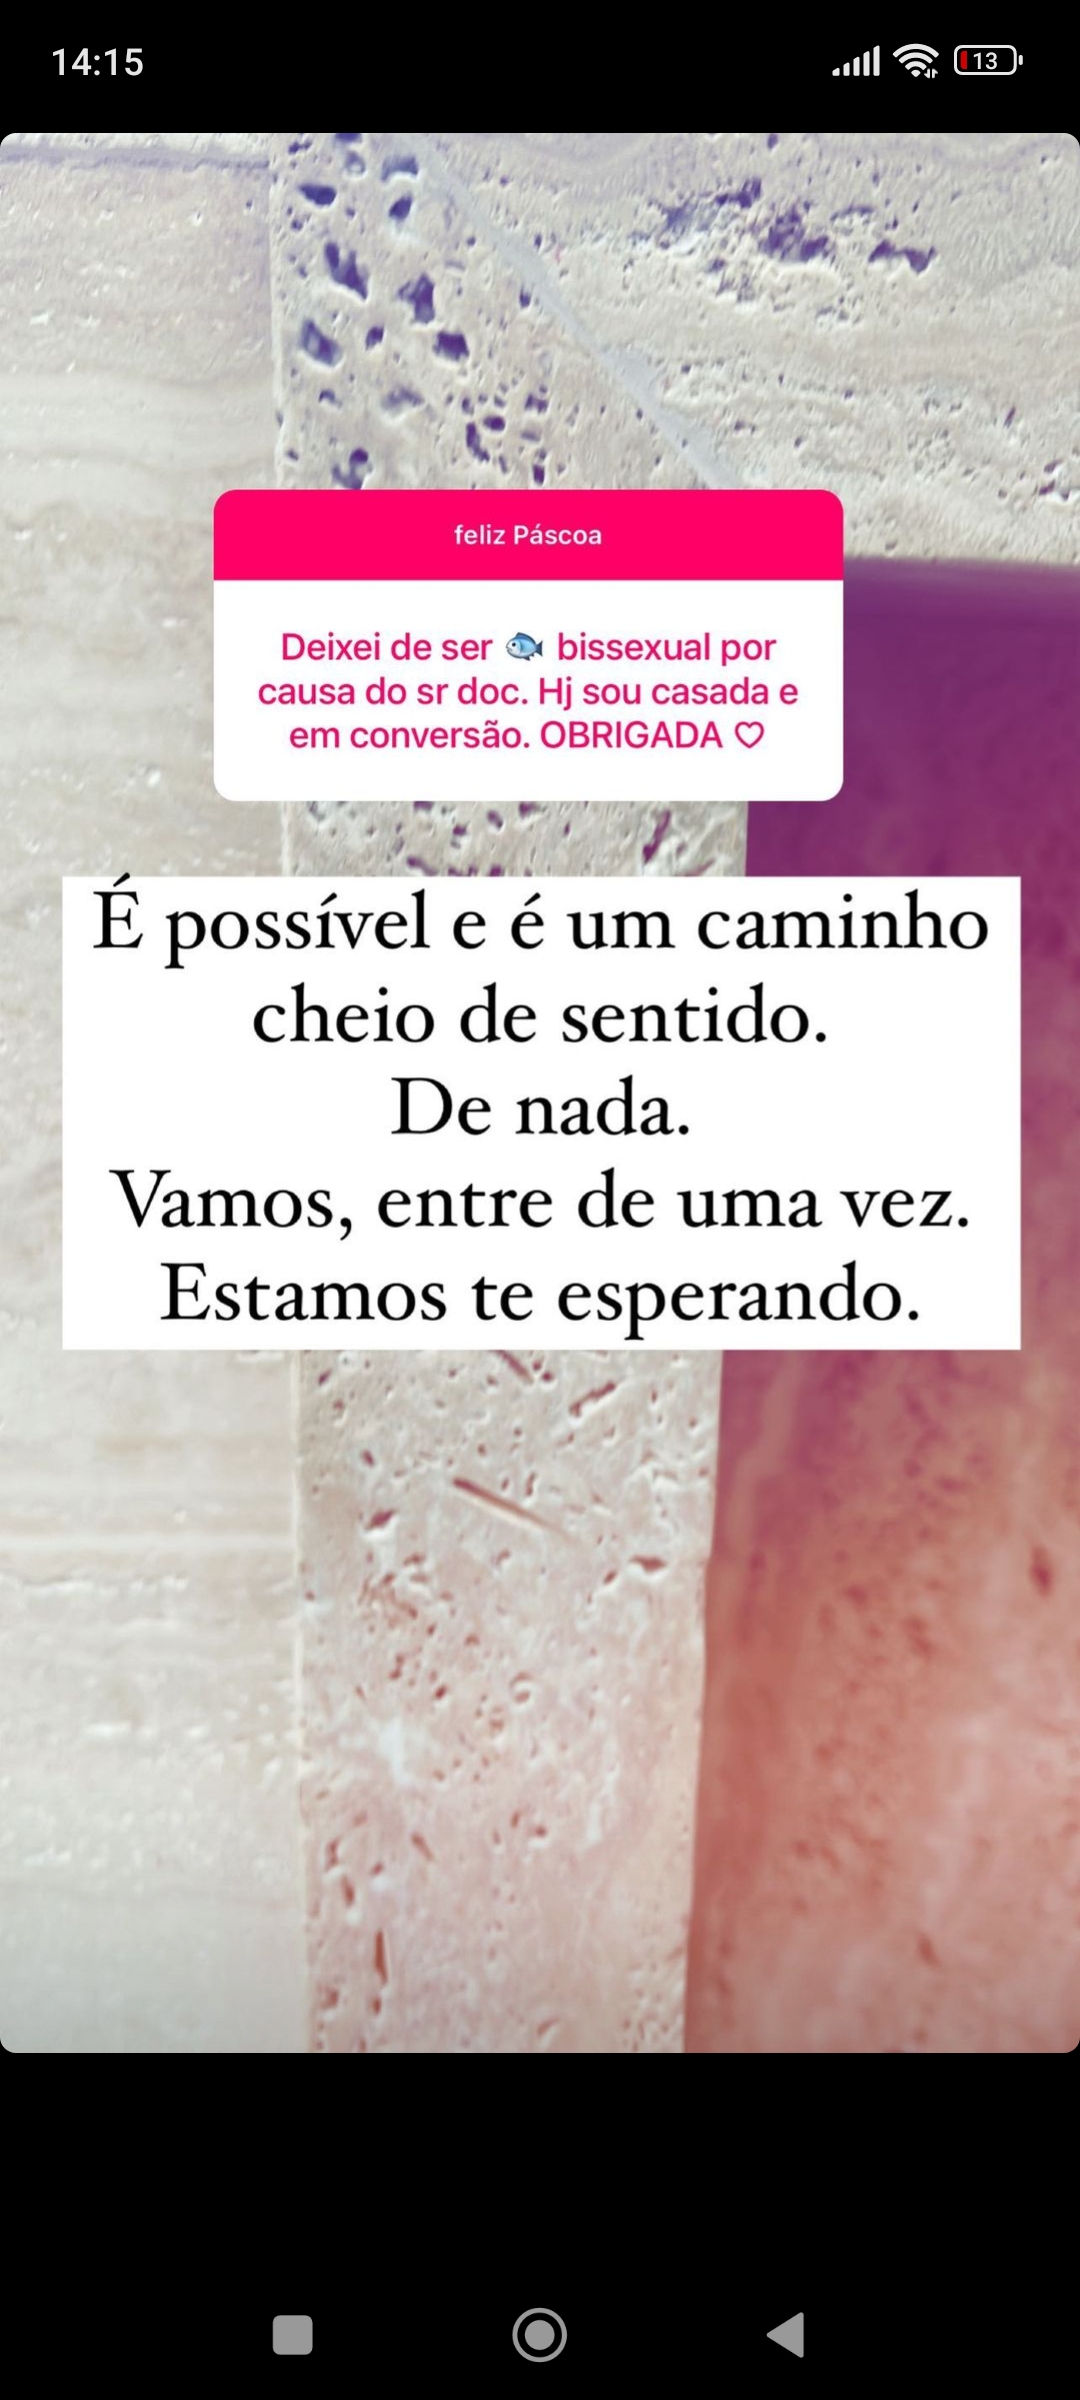 14:15
13
feliz Páscoa
Deixei de ser 🐟 bissexual por
causa do sr doc. Hj sou casada e
em conversão. OBRIGADA ♡
É possível e é um caminho
cheio de sentido.
De nada.
Vamos, entre de uma vez.
Estamos te esperando.